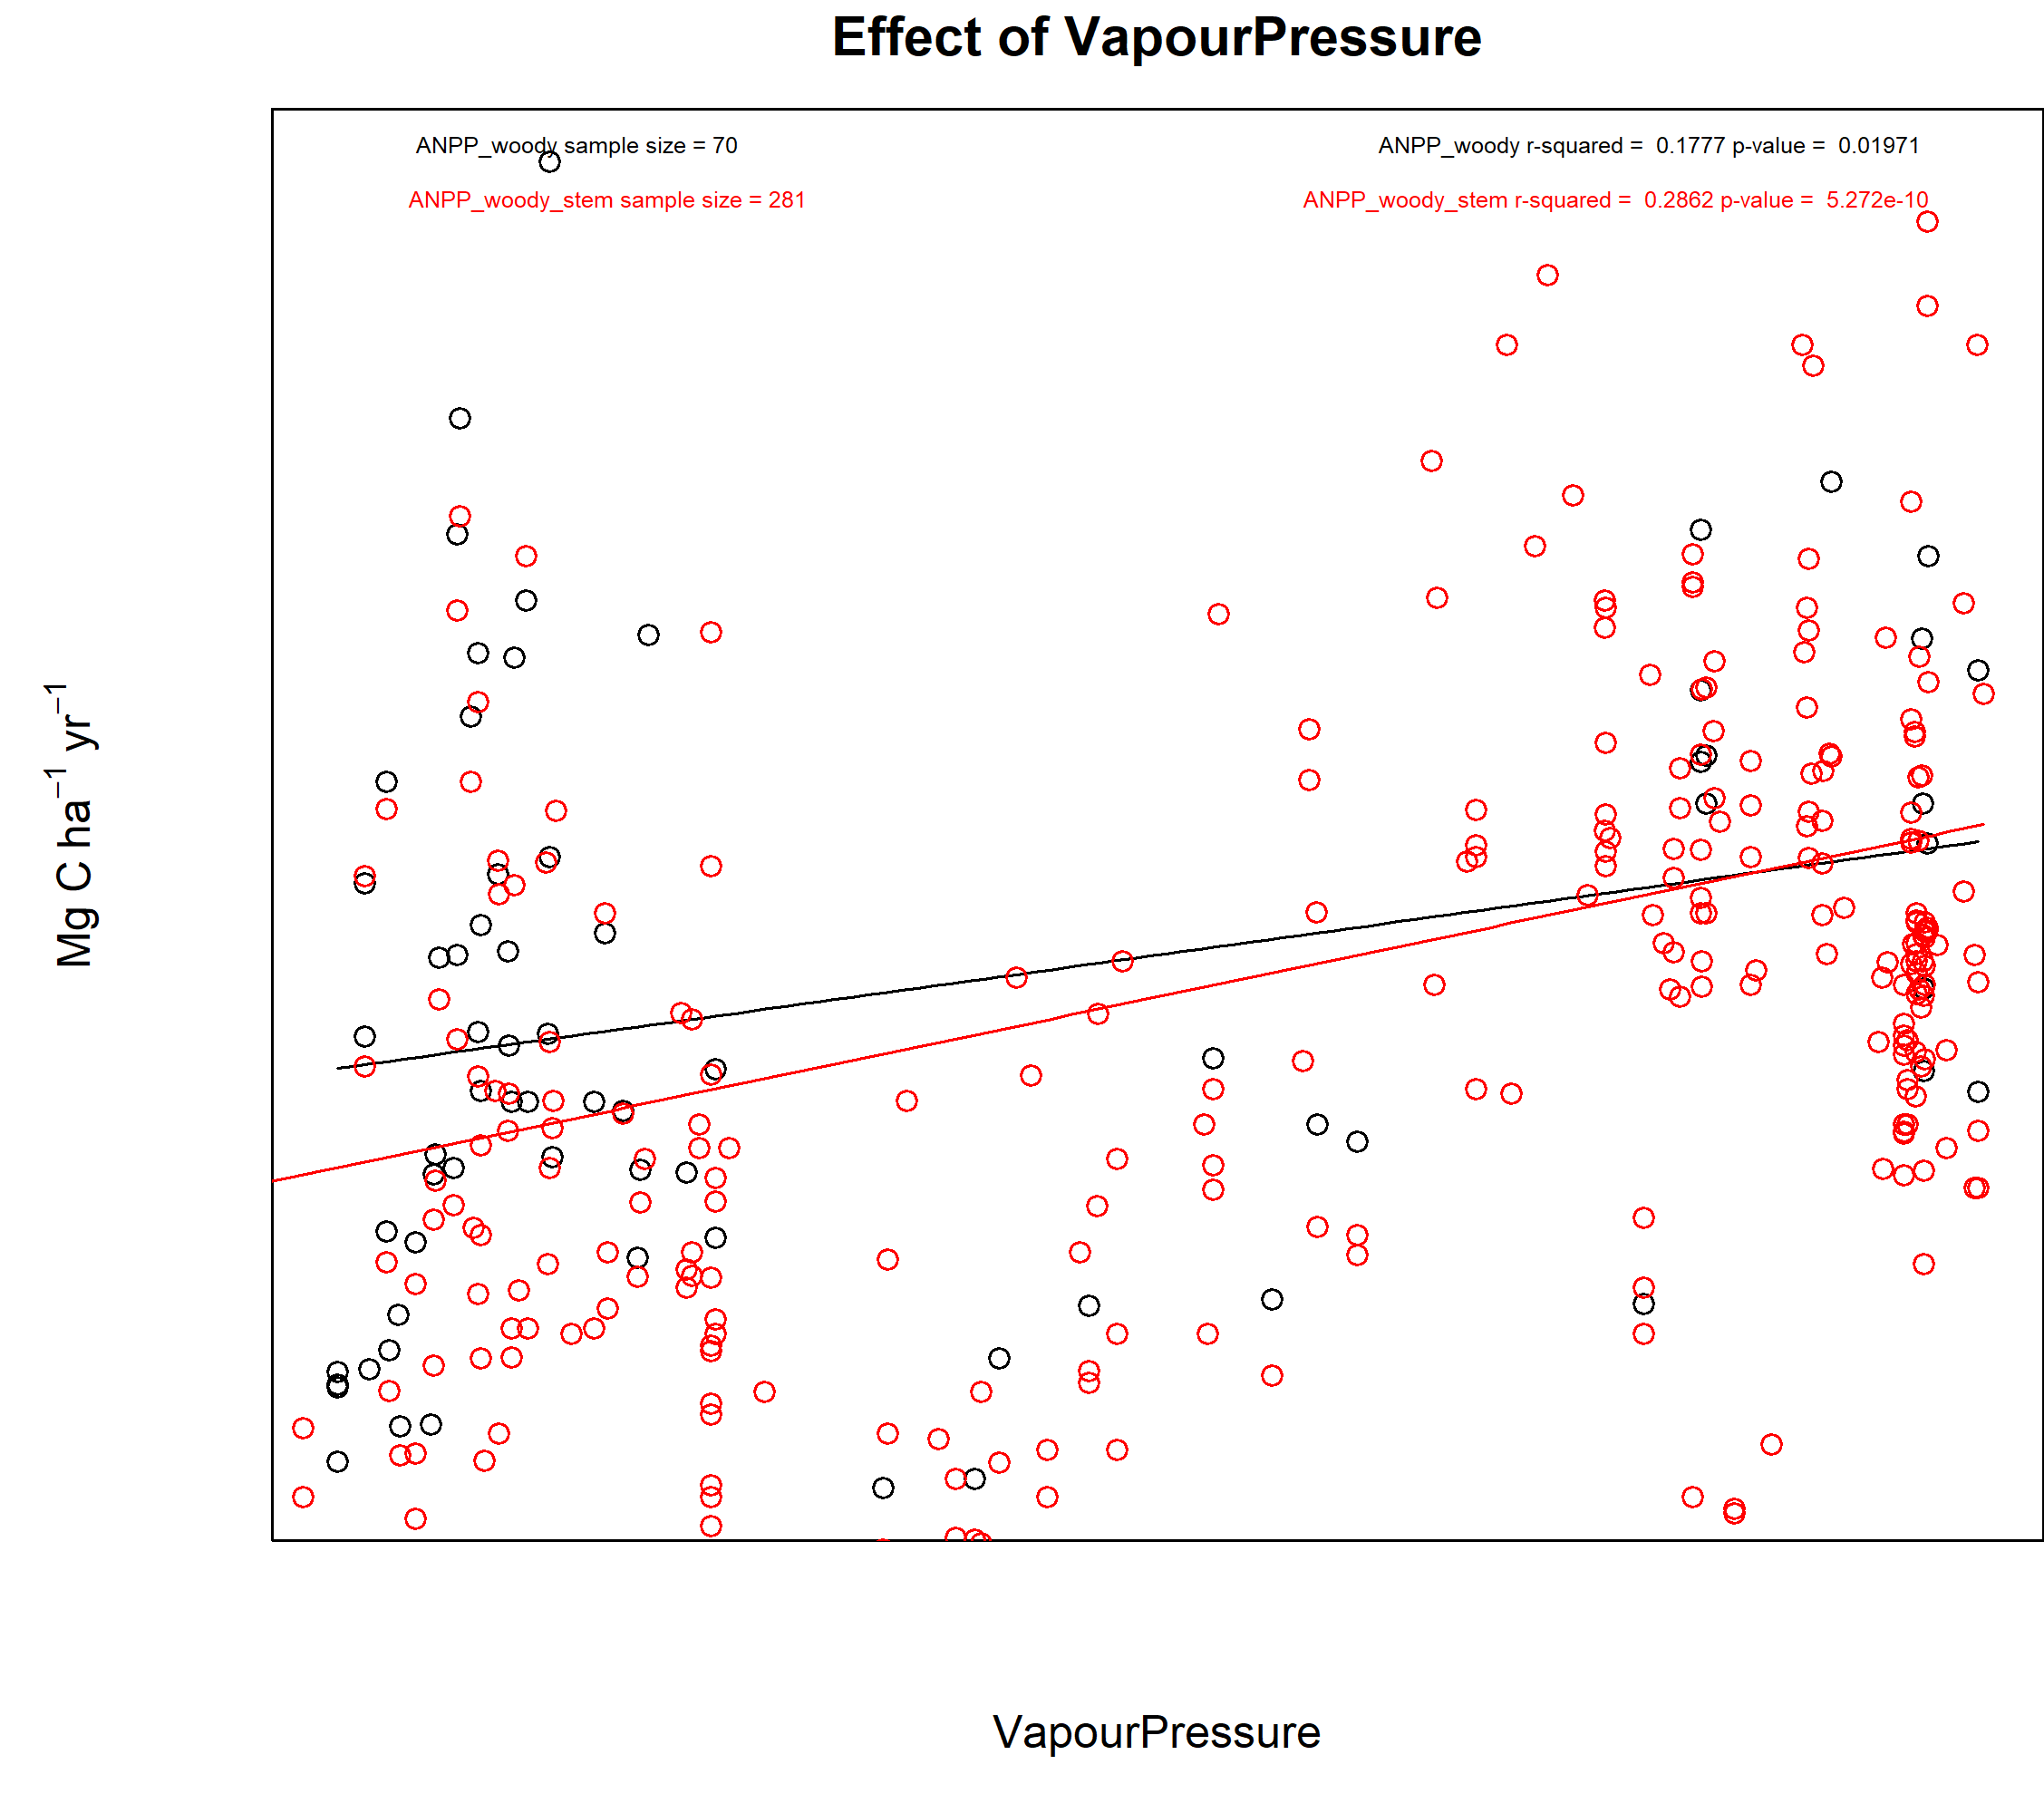 Effect of VapourPressure
ANPP_woody sample size = 70
ANPP_woody r-squared = 0.1777 p-value = 0.01971
ANPP_woody_stem sample size = 281
ANPP_woody_stem r-squared = 0.2862 p-value = 5.272e-10
Mg C ha⁻¹ yr⁻¹
VapourPressure